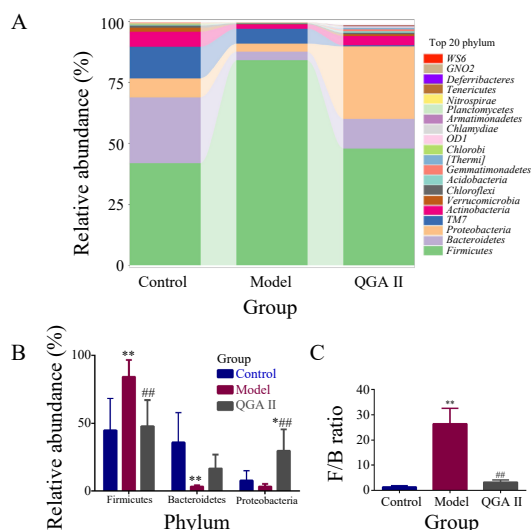 A
Relative abundance (%)
100
75
50
25
0
Control
Model
QGA II
Group
Top 20 phylum
WS6
GNO2
Deferribacteres
Tenericutes
Nitrospirae
Planctomycetes
Armatimonadetes
Chlamydiae
OD1
Chlorobi
[Thermi]
Gemmatimonadetes
Acidobacteria
Chloroflexi
Verrucomicrobia
Actinobacteria
TM7
Proteobacteria
Bacteroidetes
Firmicutes
B
Relative abundance (%)
100
50
0
Group
Control
Model
QGA II
**
##
**
*##
Firmicutes
Bacteroidetes
Proteobacteria
Phylum
C
F/B ratio
40
30
20
10
0
**
##
Control
Model
QGA II
Group